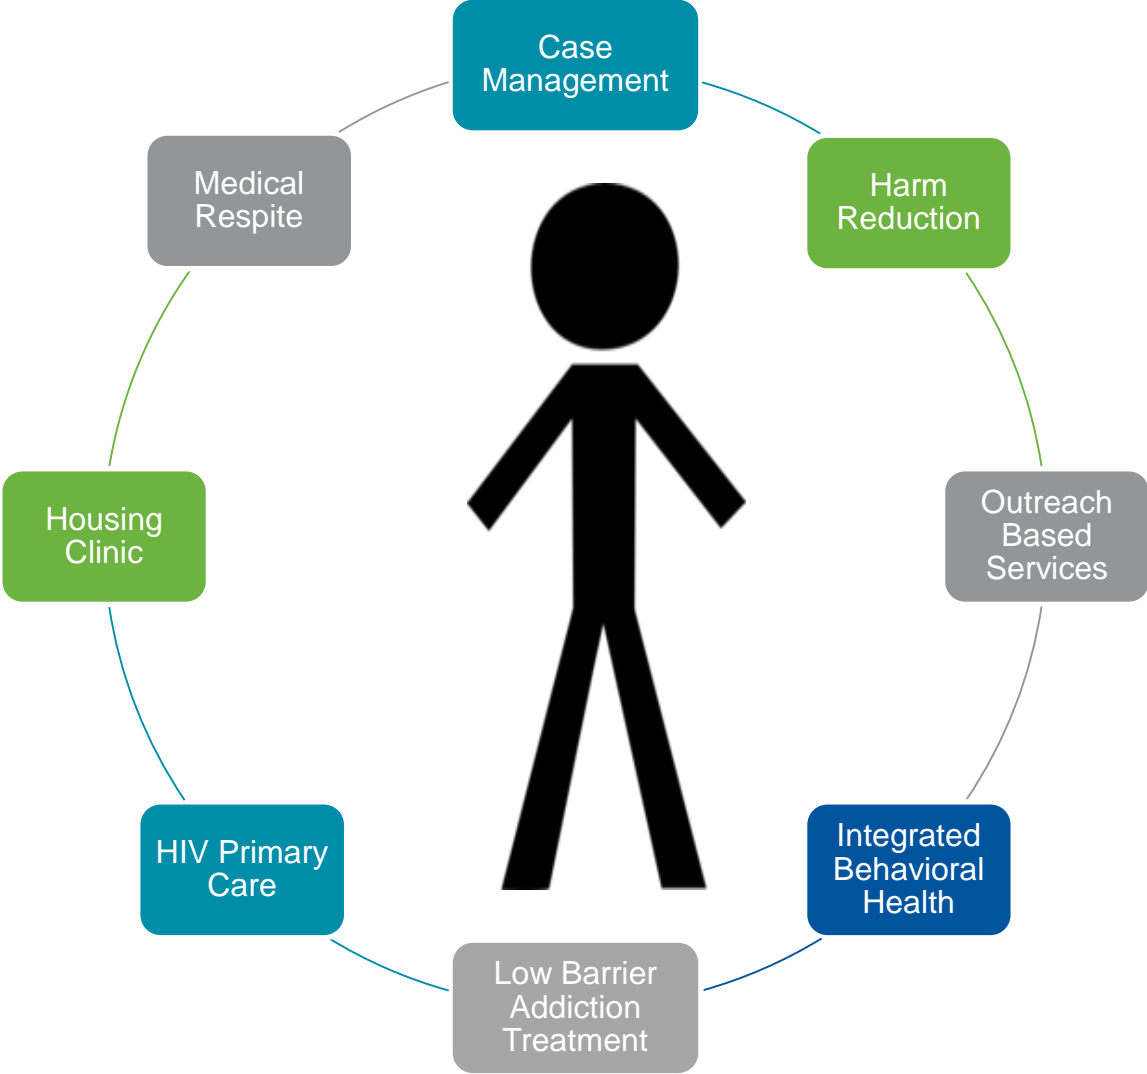 Case
Management
Harm
Reduction
Outreach
Based
Services
Integrated
Behavioral
Health
Low Barrier
Addiction
Treatment
HIV Primary
Care
Housing
Clinic
Medical
Respite